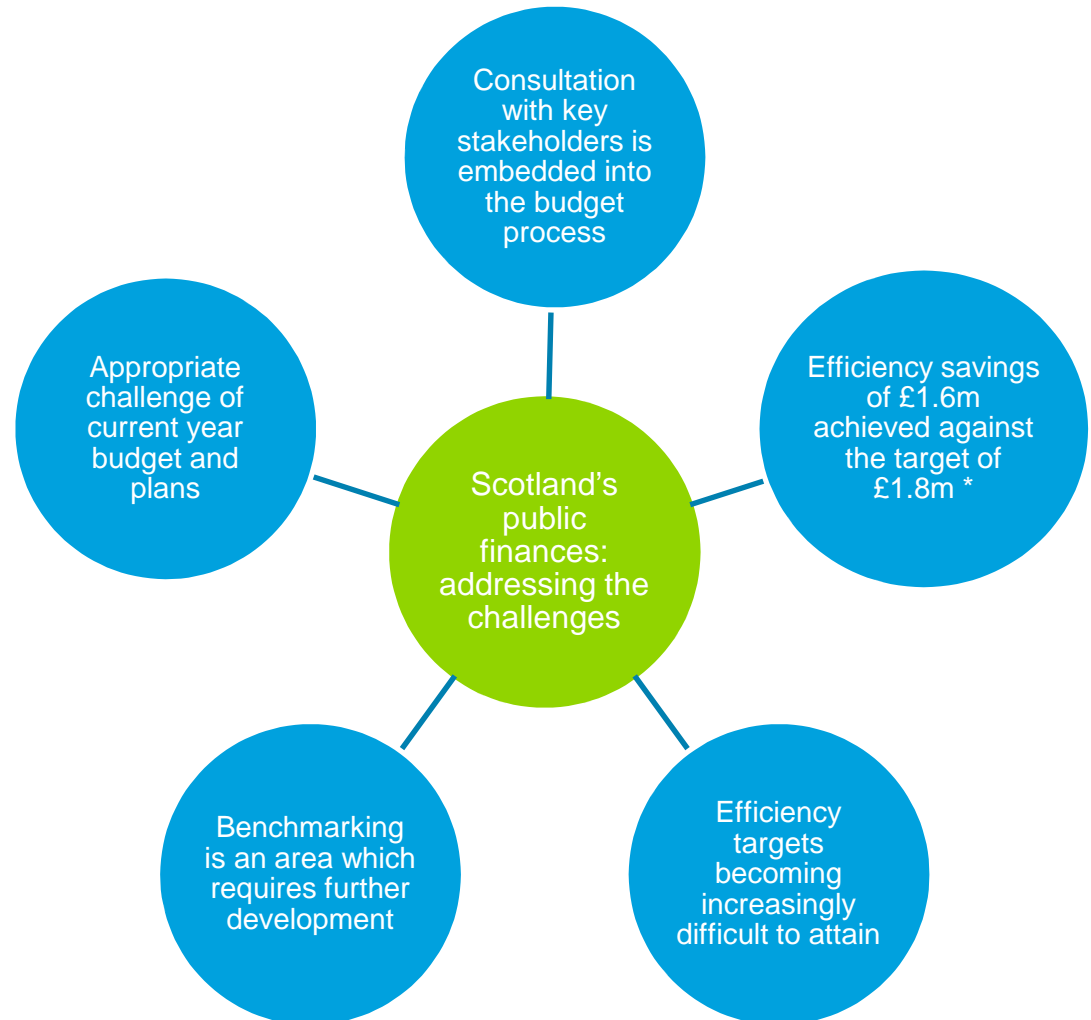 Consultation
with key
stakeholders is
embedded into
the budget
process
Appropriate
challenge of
current year
budget and
plans
Efficiency savings
of £1.6m
achieved against
the target of
£1.8m *
Scotland's
public
finances:
addressing the
challenges
Benchmarking
is an area which
requires further
development
Efficiency
targets
becoming
increasingly
difficult to attain